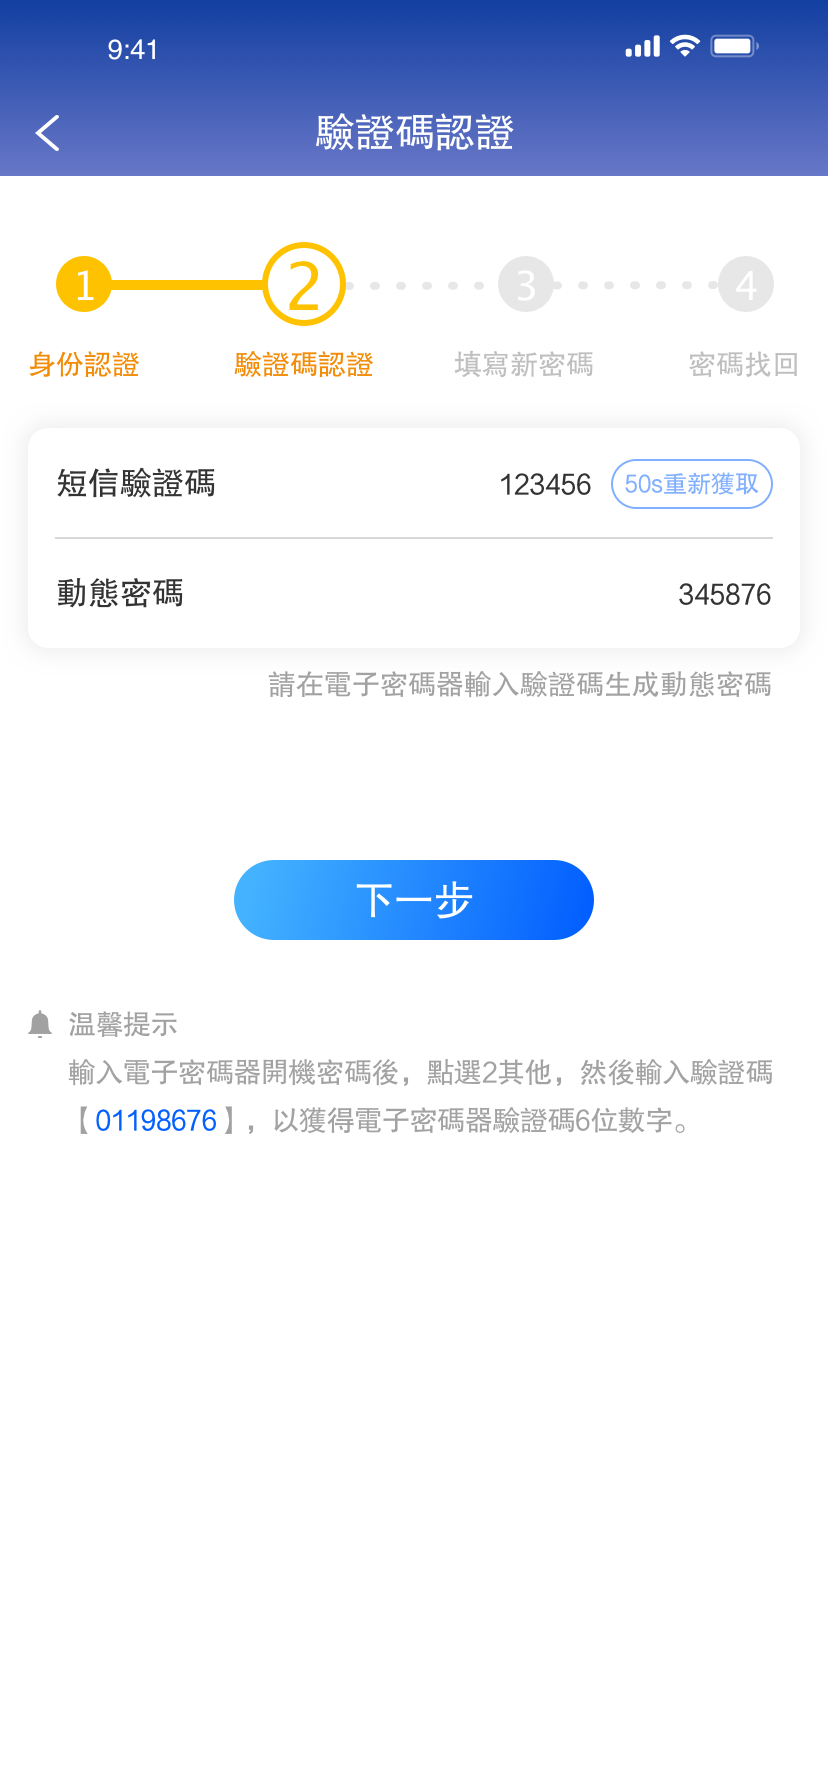 9:41
驗證碼認證
1 2 3 4
身份認證 驗證碼認證 填寫新密碼 密碼找回
短信驗證碼 123456 50s重新獲取
動態密碼 345876
請在電子密碼器輸入驗證碼生成動態密碼
下一步
温馨提示
輸入電子密碼器開機密碼後，點選2其他，然後輸入驗證碼
【01198676】，以獲得電子密碼器驗證碼6位數字。